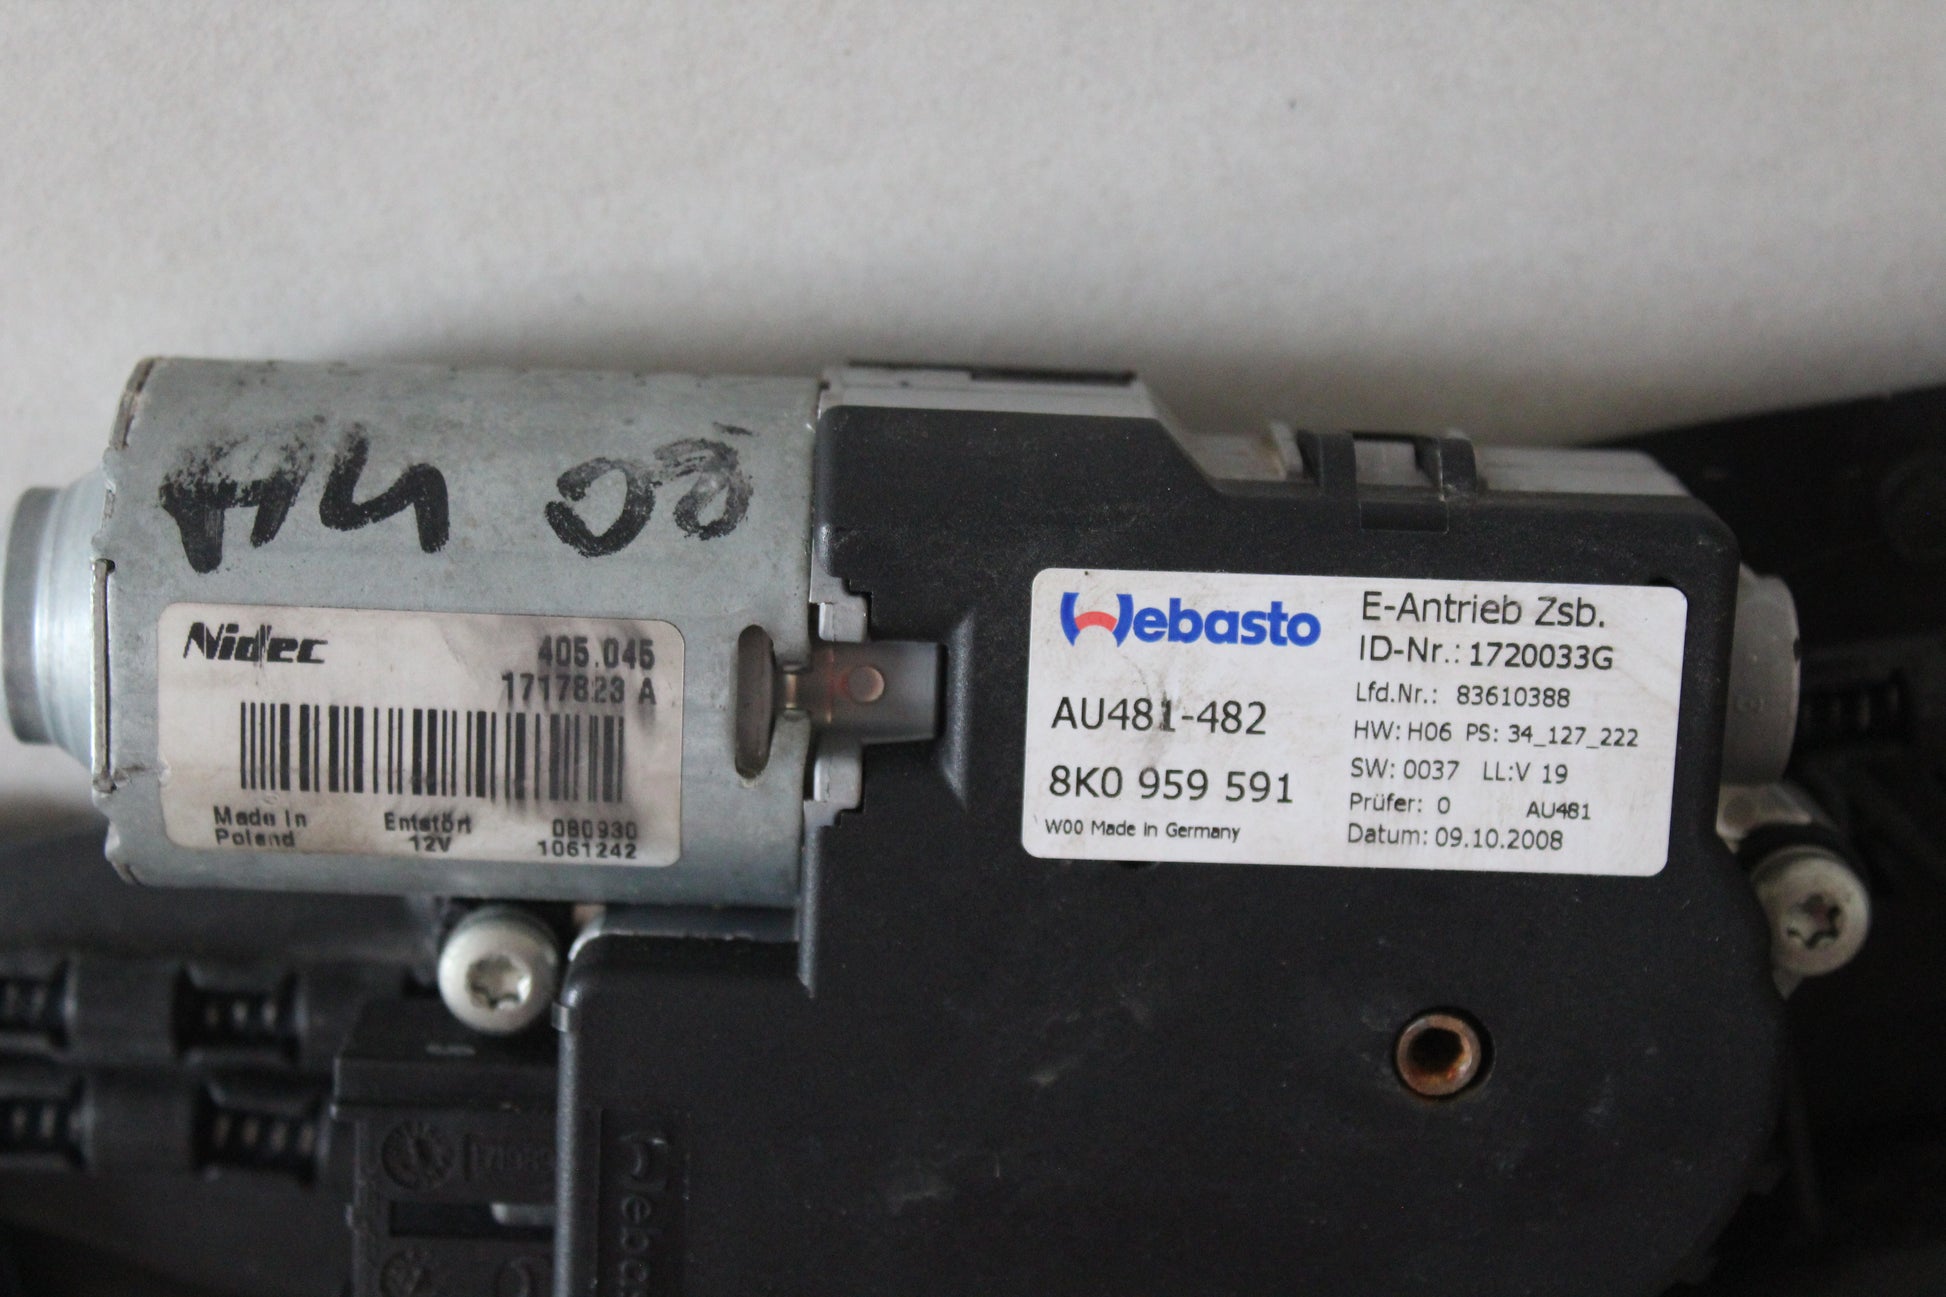 A4 08
Nidec
405.045
1717823 A
Made in
Poland
Entstört
12V
080930
1061242
Webasto
AU481-482
8K0 959 591
W00 Made in Germany
E-Antrieb Zsb.
ID-Nr.: 1720033G
Lfd.Nr.: 83610388
HW: H06 PS: 34_127_222
SW: 0037 LL:V 19
Prüfer: 0 AU481
Datum: 09.10.2008